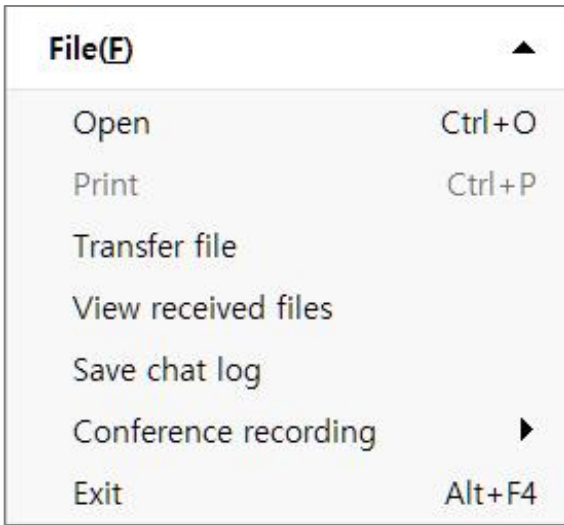 File(F)
Open Ctrl+O
Print Ctrl+P
Transfer file
View received files
Save chat log
Conference recording
Exit Alt+F4